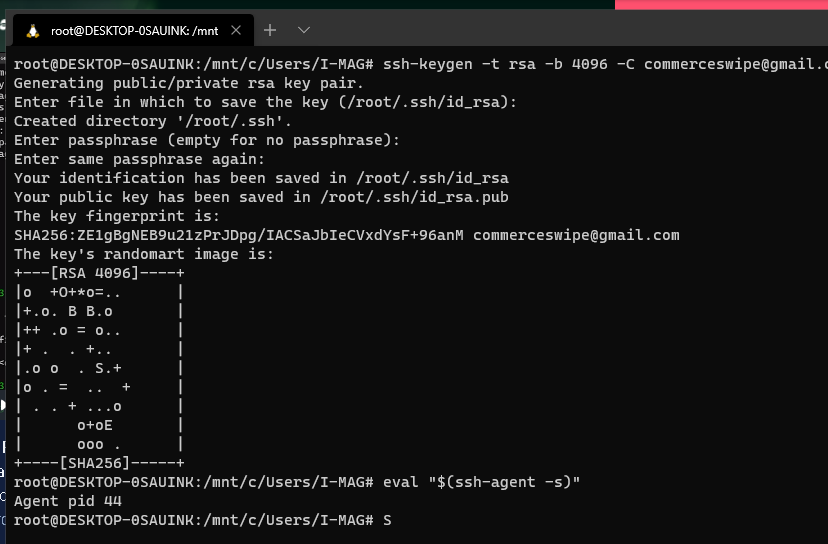 root@DESKTOP-0SAUINK: /mnt
root@DESKTOP-0SAUINK:/mnt/c/Users/I-MAG# ssh-keygen -t rsa -b 4096 -C commerceswipe@gmail.c
Generating public/private rsa key pair.
Enter file in which to save the key (/root/.ssh/id_rsa):
Created directory '/root/.ssh'.
Enter passphrase (empty for no passphrase):
Enter same passphrase again:
Your identification has been saved in /root/.ssh/id_rsa
Your public key has been saved in /root/.ssh/id_rsa.pub
The key fingerprint is:
SHA256:ZE1gBgNEB9u21zPrJDpg/IACSaJbIeCVxdYsF+96anM commerceswipe@gmail.com
The key's randomart image is:
+---[RSA 4096]----+
|o  +O+*o=..      |
|+.o. B B.o       |
|++ .o = o..      |
|+ .  . +..       |
|.o o  . S.+      |
|o . =  ..  +     |
| . . + ...o      |
|      o+oE       |
|      ooo .      |
+----[SHA256]-----+
root@DESKTOP-0SAUINK:/mnt/c/Users/I-MAG# eval "$(ssh-agent -s)"
Agent pid 44
root@DESKTOP-0SAUINK:/mnt/c/Users/I-MAG# S